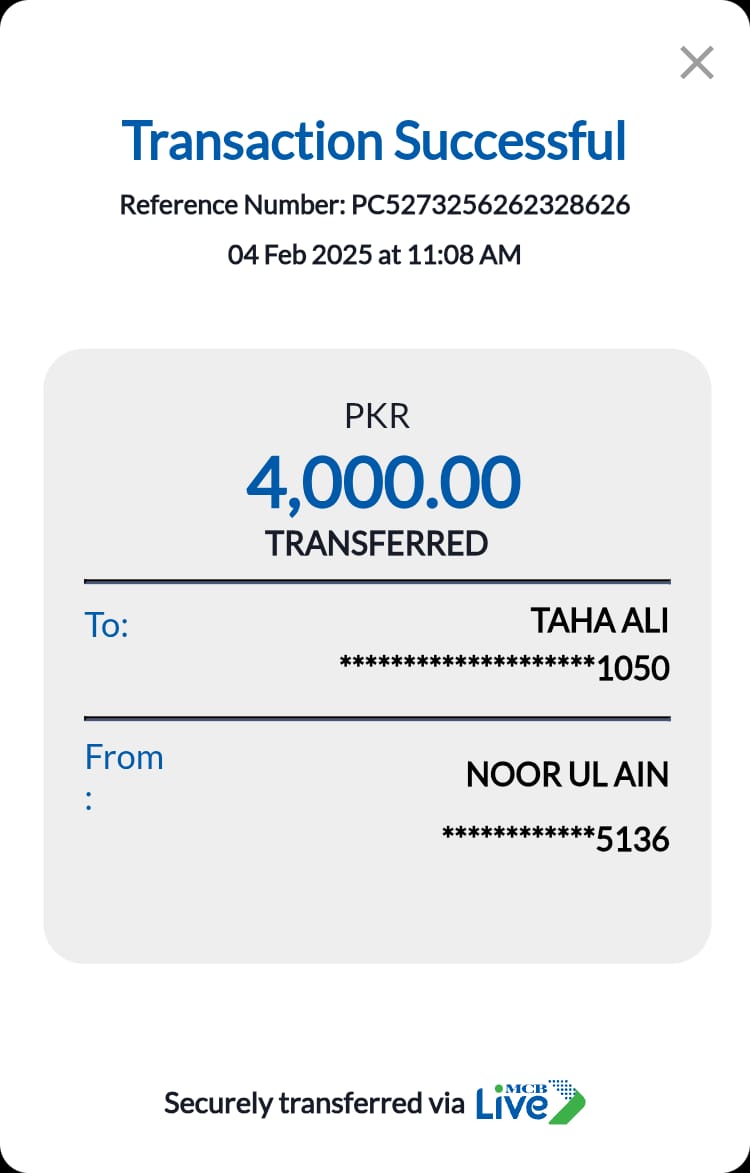 Transaction Successful
Reference Number: PC5273256262328626
04 Feb 2025 at 11:08 AM
PKR
4,000.00
TRANSFERRED
To:
TAHA ALI
********************1050
From
:
NOOR UL AIN
************5136
Securely transferred via MCB Live